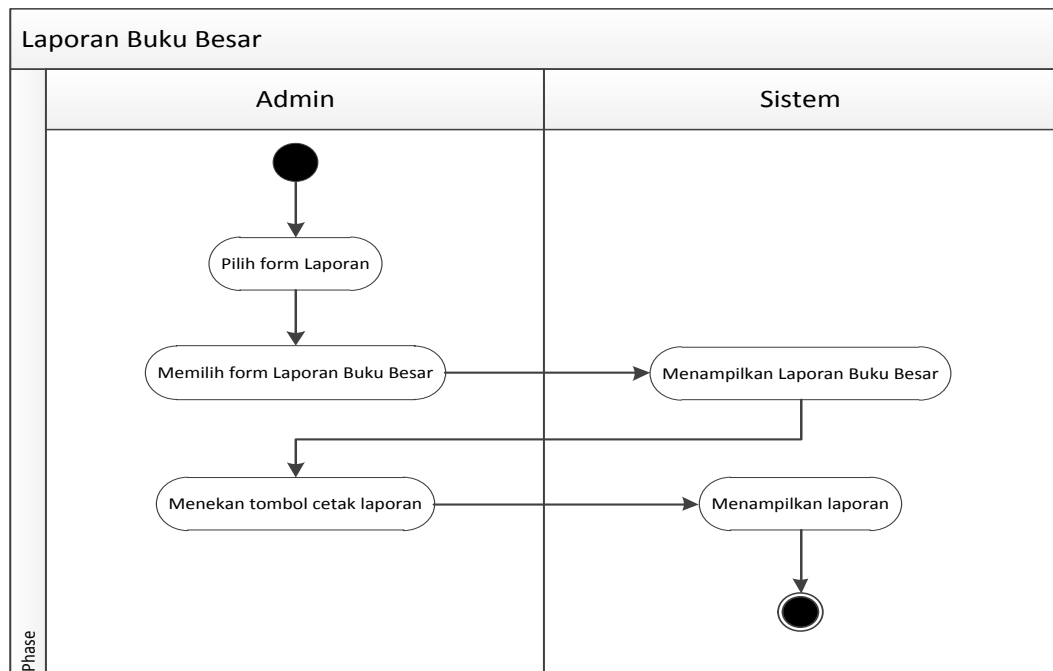 Laporan Buku Besar
Admin
Sistem
Pilih form Laporan
Memilih form Laporan Buku Besar
Menampilkan Laporan Buku Besar
Menekan tombol cetak laporan
Menampilkan laporan
Phase